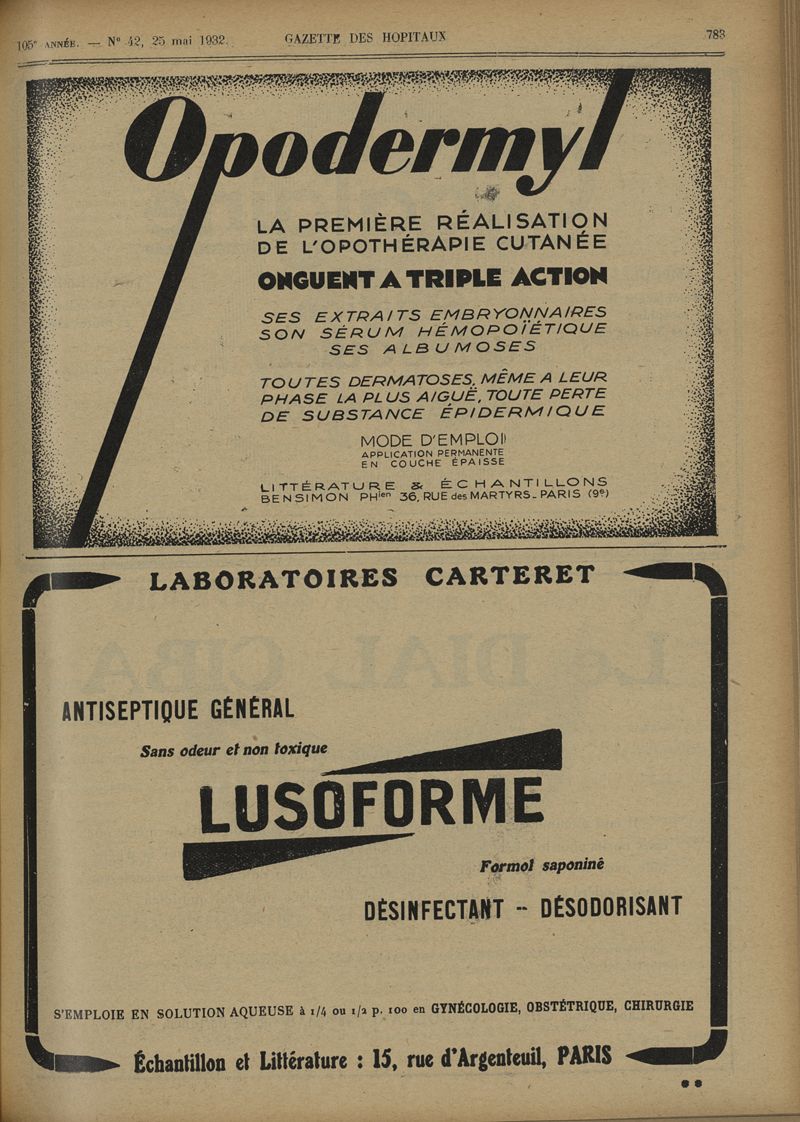 105e ANNÉE. — N° 42, 25 mai 1932.
GAZETTE DES HOPITAUX
783
Opodermyl
LA PREMIÈRE RÉALISATION
DE L'OPOTHÉRAPIE CUTANÉE
ONGUENT A TRIPLE ACTION
SES EXTRAITS EMBRYONNAIRES
SON SÉRUM HÉMOPOÏÉTIQUE
SES ALBUMOSES
TOUTES DERMATOSES, MÊME A LEUR
PHASE LA PLUS AIGUË, TOUTE PERTE
DE SUBSTANCE ÉPIDERMIQUE
MODE D'EMPLOI
APPLICATION PERMANENTE
EN COUCHE ÉPAISSE
LITTÉRATURE & ÉCHANTILLONS
BENSIMON PHien 36, RUE des MARTYRS - PARIS (9e)
LABORATOIRES CARTERET
ANTISEPTIQUE GÉNÉRAL
Sans odeur et non toxique
LUSOFORME
Formol saponiné
DÉSINFECTANT - DÉSODORISANT
S'EMPLOIE EN SOLUTION AQUEUSE à 1/4 ou 1/2 p. 100 en GYNÉCOLOGIE, OBSTÉTRIQUE, CHIRURGIE
Échantillon et Littérature : 15, rue d'Argenteuil, PARIS